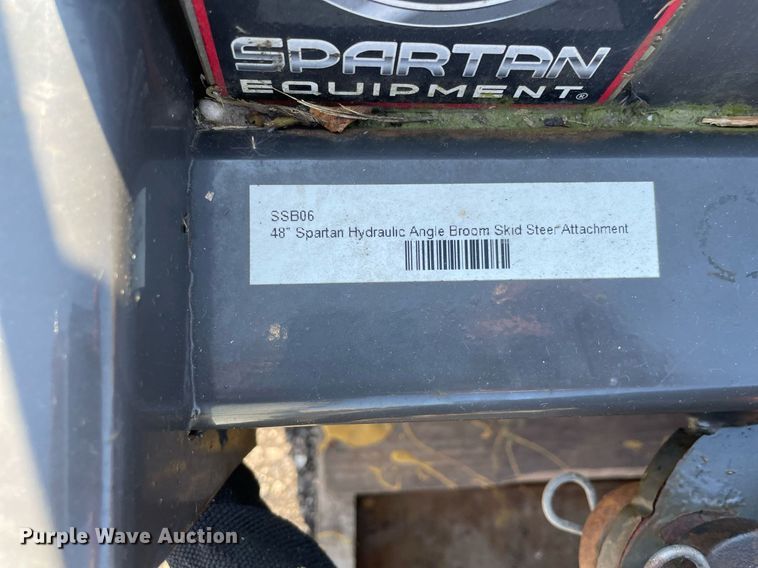 SPARTAN
EQUIPMENT®
SSB06
48" Spartan Hydraulic Angle Broom Skid Steer Attachment
Purple Wave Auction®